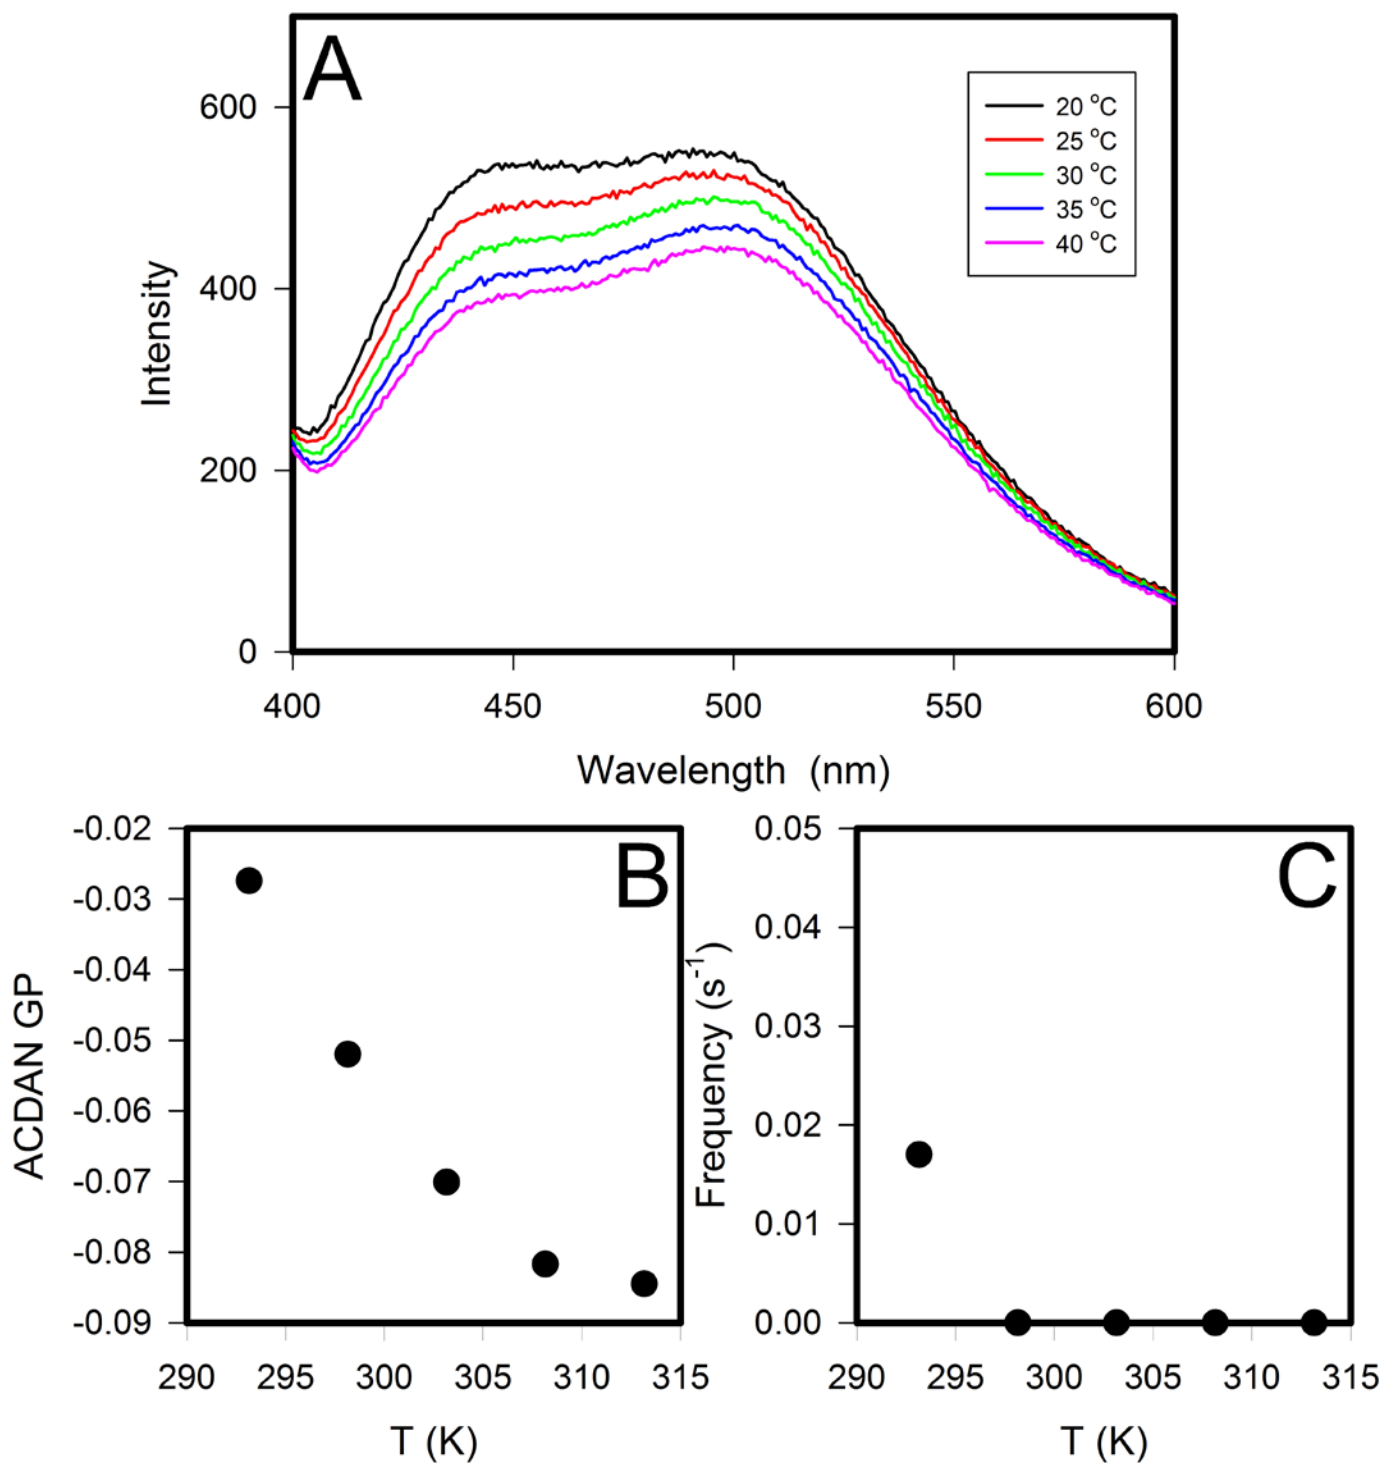 A
600
400
200
0
Intensity
20 °C
25 °C
30 °C
35 °C
40 °C
400 450 500 550 600
Wavelength (nm)
B
-0.02
-0.03
-0.04
-0.05
-0.06
-0.07
-0.08
-0.09
ACDAN GP
290 295 300 305 310 315
T (K)
C
0.05
0.04
0.03
0.02
0.01
0.00
Frequency (s⁻¹)
290 295 300 305 310 315
T (K)